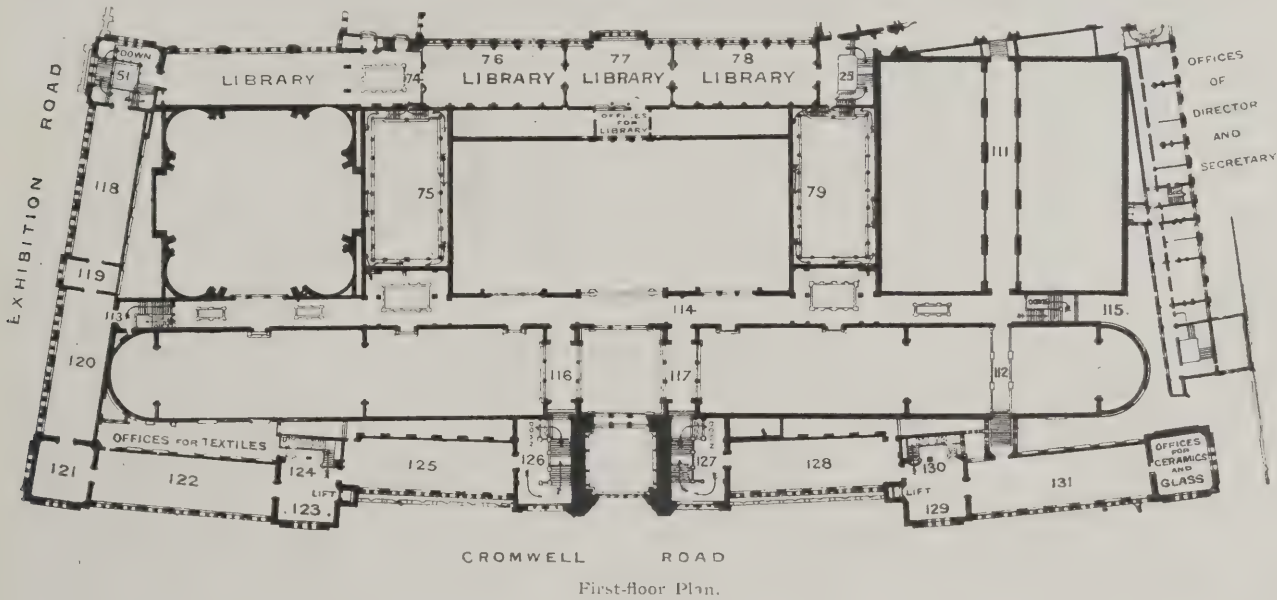 EXHIBITION ROAD
DOWN
51
LIBRARY
74
76
LIBRARY
77
LIBRARY
78
LIBRARY
25
OFFICES
FOR
LIBRARY
OFFICES
OF
DIRECTOR
AND
SECRETARY
111
118
75
79
119
113
114
115.
120
116
117
112
OFFICES FOR TEXTILES
121
122
124
LIFT
123
125
126
127
128
130
LIFT
129
131
OFFICES
FOR
CERAMICS
AND
GLASS
CROMWELL ROAD
First-floor Plan.